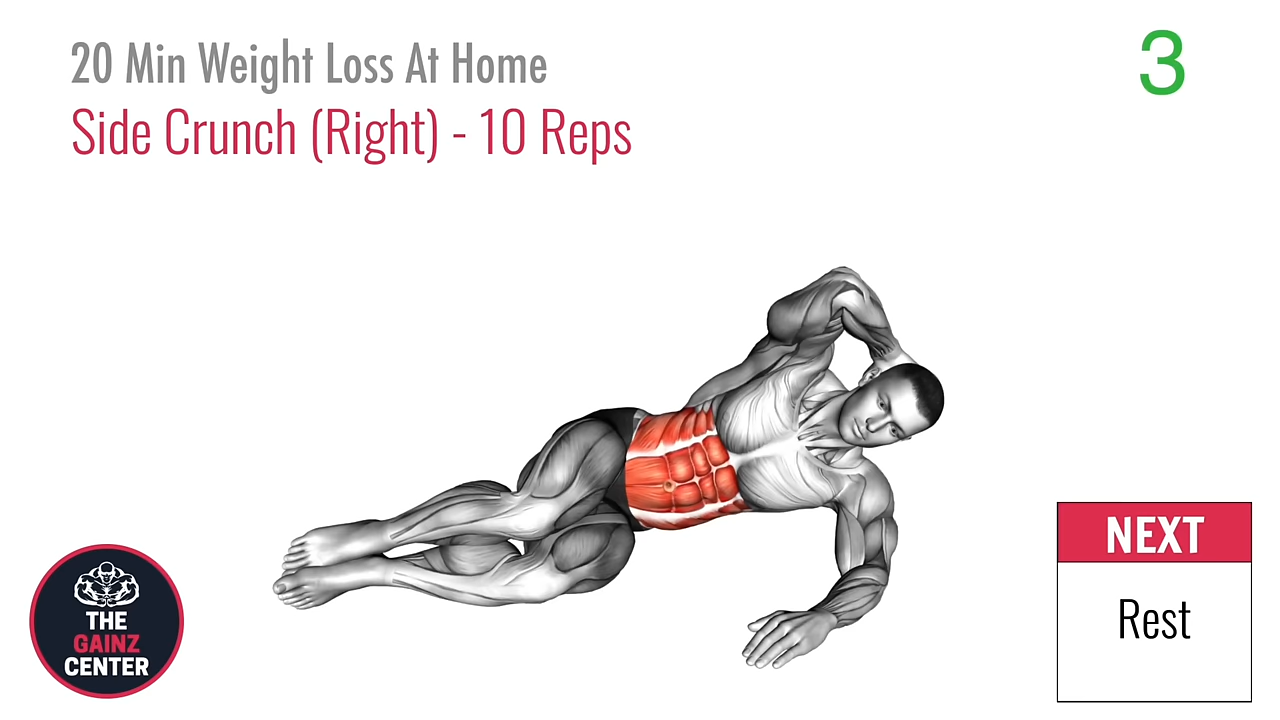 20 Min Weight Loss At Home
Side Crunch (Right) - 10 Reps
3
NEXT
Rest
THE
GAINZ
CENTER